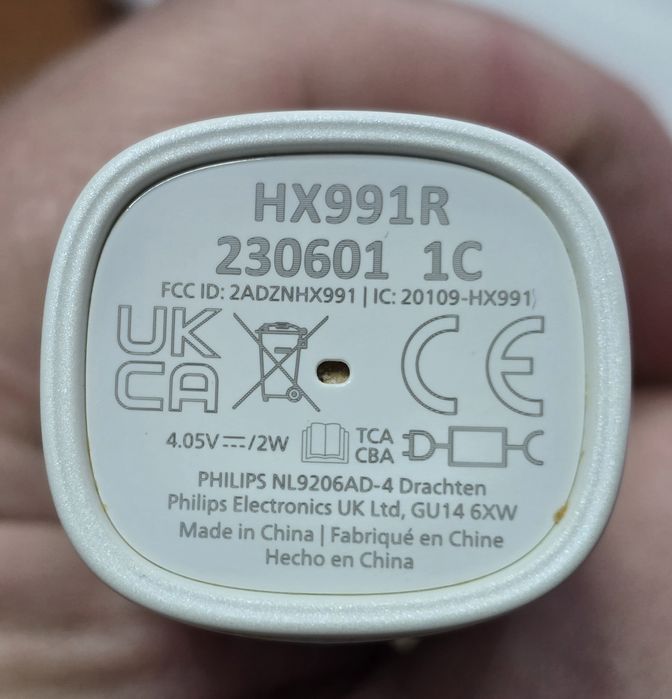 HX991R
230601 1C
FCC ID: 2ADZNHX991 | IC: 20109-HX991
UK
CA
CE
4.05V⎓/2W
TCA
CBA
PHILIPS NL9206AD-4 Drachten
Philips Electronics UK Ltd, GU14 6XW
Made in China | Fabriqué en Chine
Hecho en China